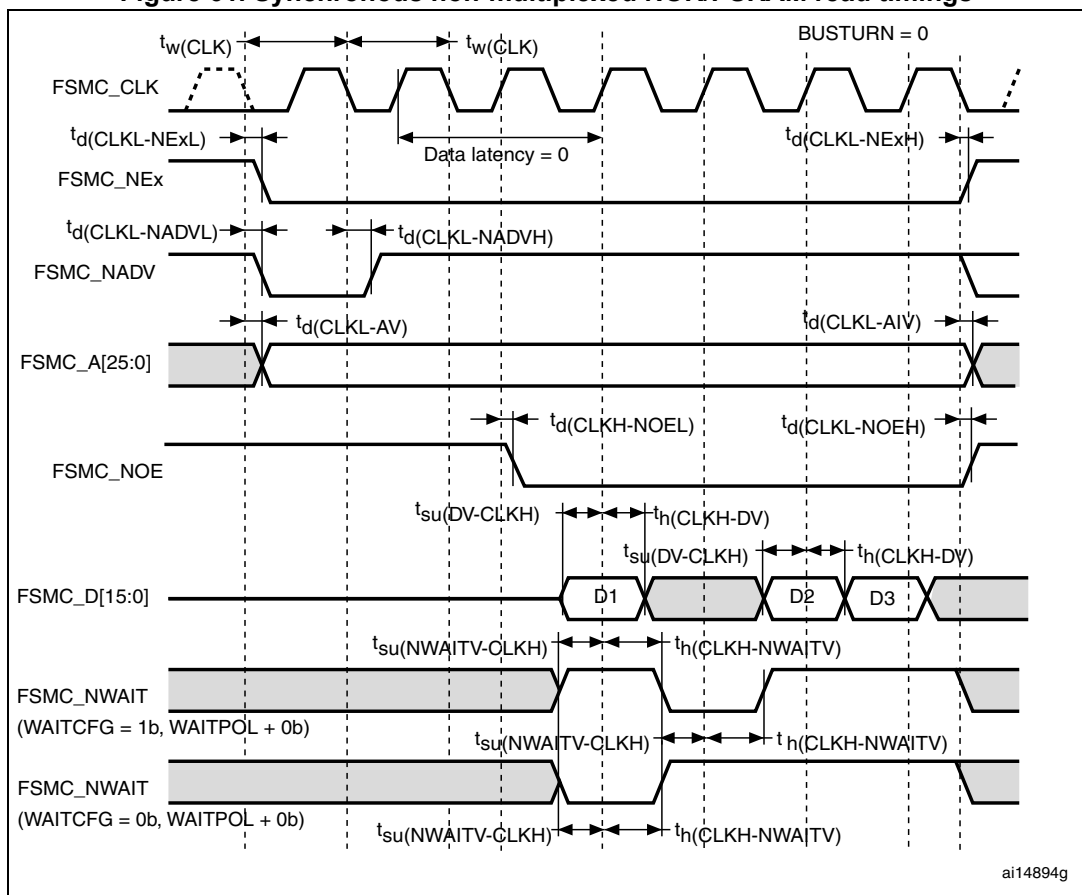 BUSTURN = 0
tw(CLK) tw(CLK)
FSMC_CLK
td(CLKL-NExL) Data latency = 0 td(CLKL-NExH)
FSMC_NEx
td(CLKL-NADVL) td(CLKL-NADVH)
FSMC_NADV
td(CLKL-AV) td(CLKL-AIV)
FSMC_A[25:0]
td(CLKH-NOEL) td(CLKL-NOEH)
FSMC_NOE
tsu(DV-CLKH) th(CLKH-DV)
tsu(DV-CLKH) th(CLKH-DV)
FSMC_D[15:0] D1 D2 D3
tsu(NWAITV-CLKH) th(CLKH-NWAITV)
FSMC_NWAIT
(WAITCFG = 1b, WAITPOL + 0b)
tsu(NWAITV-CLKH) th(CLKH-NWAITV)
FSMC_NWAIT
(WAITCFG = 0b, WAITPOL + 0b)
tsu(NWAITV-CLKH) th(CLKH-NWAITV)
ai14894g